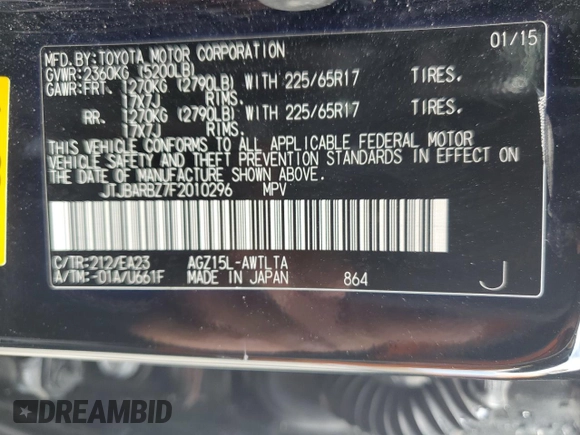 MFD.BY:TOYOTA MOTOR CORPORATION 01/15
GVWR:2360KG (5200LB)
GAWR:FRT. 1270KG (2790LB) WITH 225/65R17 TIRES.
17X7J RIMS.
RR. 1270KG (2790LB) WITH 225/65R17 TIRES.
17X7J RIMS.
THIS VEHICLE CONFORMS TO ALL APPLICABLE FEDERAL MOTOR
VEHICLE SAFETY AND THEFT PREVENTION STANDARDS IN EFFECT ON
THE DATE OF MANUFACTURE SHOWN ABOVE.
JTJBARBZ7F2010296 MPV
C/TR:212/EA23 AGZ15L-AWTLTA
A/TM:-01A/U661F MADE IN JAPAN 864 J
DREAMBID